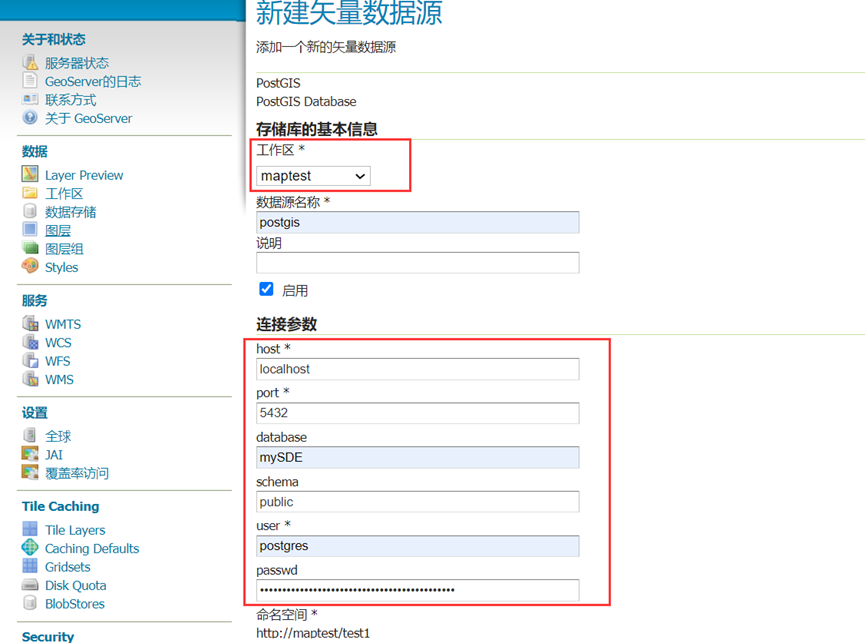 关于和状态
服务器状态
GeoServer的日志
联系方式
关于 GeoServer
数据
Layer Preview
工作区
数据存储
图层
图层组
Styles
服务
WMTS
WCS
WFS
WMS
设置
全球
JAI
覆盖率访问
Tile Caching
Tile Layers
Caching Defaults
Gridsets
Disk Quota
BlobStores
Security
新建矢量数据源
添加一个新的矢量数据源
PostGIS
PostGIS Database
存储库的基本信息
工作区 *
maptest
数据源名称 *
postgis
说明
启用
连接参数
host *
localhost
port *
5432
database
mySDE
schema
public
user *
postgres
passwd
命名空间 *
http://maptest/test1